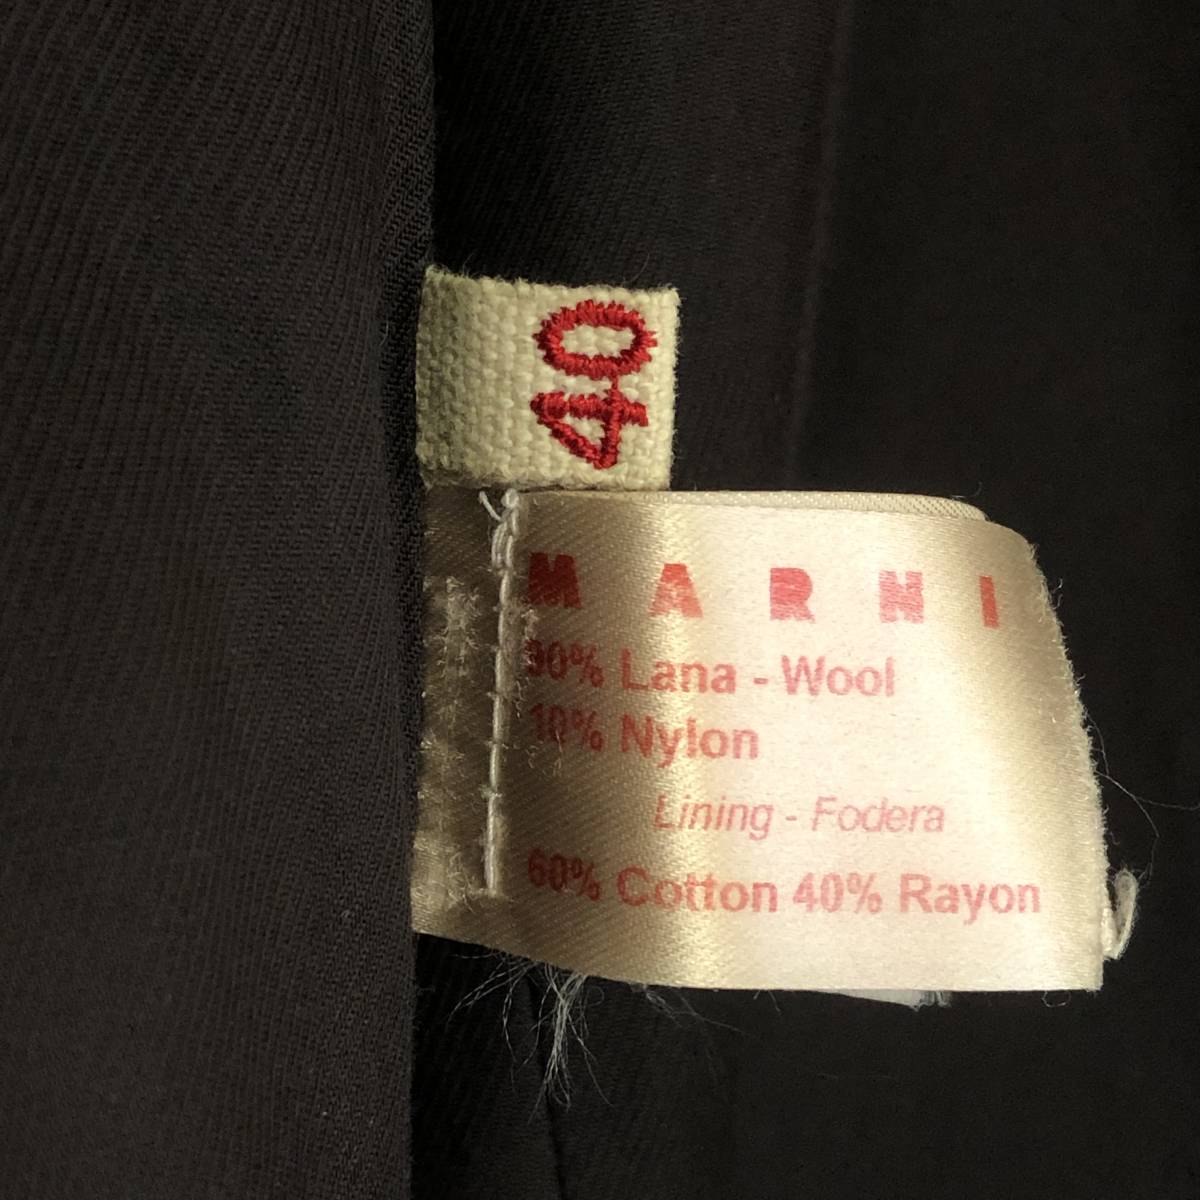 40
MARNI
90% Lana - Wool
10% Nylon
Lining - Fodera
60% Cotton 40% Rayon